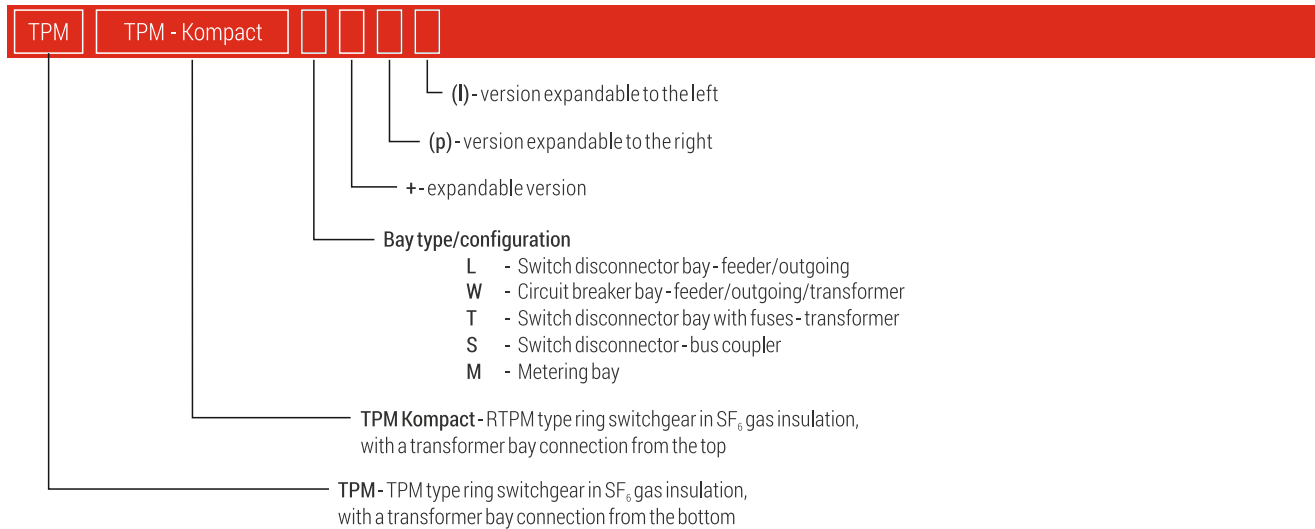 TPM TPM - Kompact
(l) - version expandable to the left
(p) - version expandable to the right
+ - expandable version
Bay type/configuration
L - Switch disconnector bay - feeder/outgoing
W - Circuit breaker bay - feeder/outgoing/transformer
T - Switch disconnector bay with fuses - transformer
S - Switch disconnector - bus coupler
M - Metering bay
TPM Kompact - RTPM type ring switchgear in SF₆ gas insulation,
with a transformer bay connection from the top
TPM - TPM type ring switchgear in SF₆ gas insulation,
with a transformer bay connection from the bottom